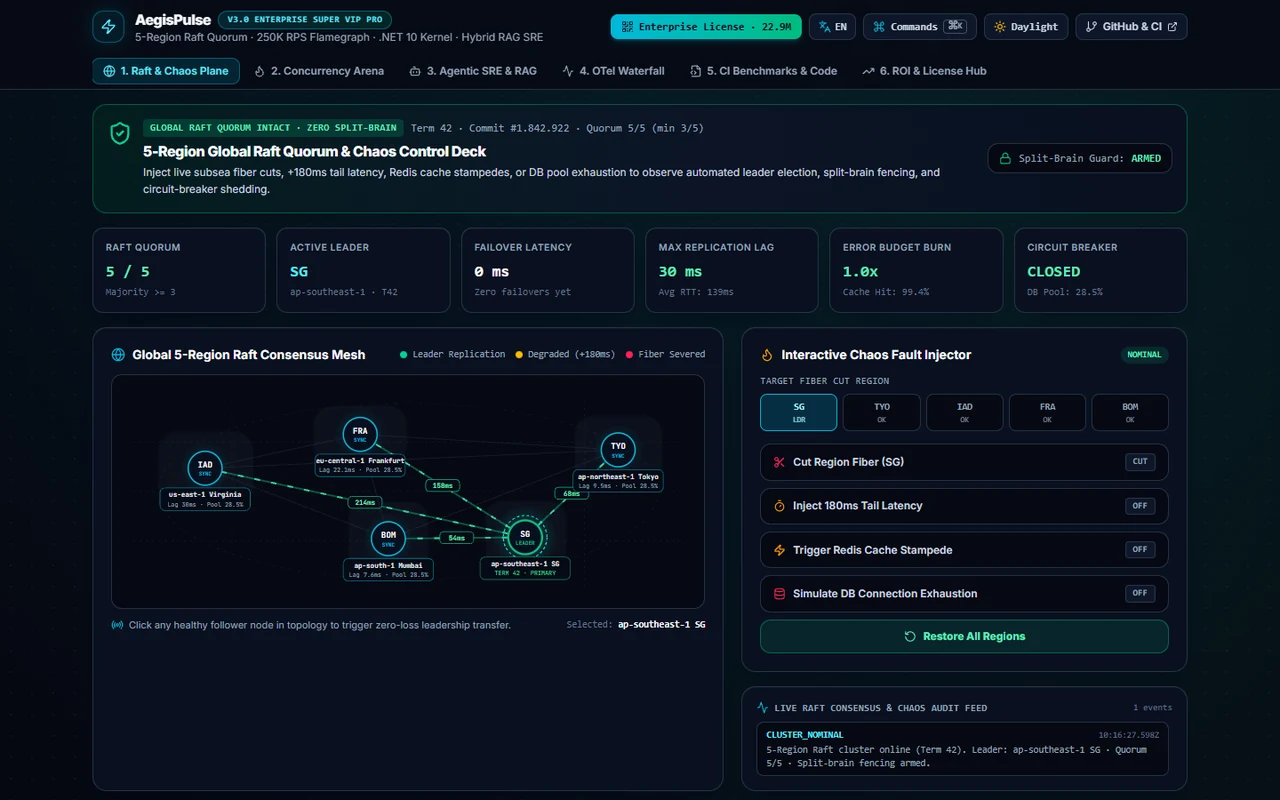 AegisPulse
V3.0 ENTERPRISE SUPER VIP PRO
5-Region Raft Quorum · 250K RPS Flamegraph · .NET 10 Kernel · Hybrid RAG SRE
Enterprise License · 22.9M
EN
Commands ⌘K
Daylight
GitHub & CI
1. Raft & Chaos Plane
2. Concurrency Arena
3. Agentic SRE & RAG
4. OTel Waterfall
5. CI Benchmarks & Code
6. ROI & License Hub
GLOBAL RAFT QUORUM INTACT · ZERO SPLIT-BRAIN
Term 42 · Commit #1.842.922 · Quorum 5/5 (min 3/5)
5-Region Global Raft Quorum & Chaos Control Deck
Inject live subsea fiber cuts, +180ms tail latency, Redis cache stampedes, or DB pool exhaustion to observe automated leader election, split-brain fencing, and
circuit-breaker shedding.
Split-Brain Guard: ARMED
RAFT QUORUM
5 / 5
Majority >= 3
ACTIVE LEADER
SG
ap-southeast-1 · T42
FAILOVER LATENCY
0 ms
Zero failovers yet
MAX REPLICATION LAG
30 ms
Avg RTT: 139ms
ERROR BUDGET BURN
1.0x
Cache Hit: 99.4%
CIRCUIT BREAKER
CLOSED
DB Pool: 28.5%
Global 5-Region Raft Consensus Mesh
Leader Replication
Degraded (+180ms)
Fiber Severed
FRA
SYNC
eu-central-1 Frankfurt
Lag 22.1ms · Pool 28.5%
TYO
SYNC
ap-northeast-1 Tokyo
Lag 9.5ms · Pool 28.5%
IAD
SYNC
us-east-1 Virginia
Lag 30ms · Pool 28.5%
158ms
68ms
214ms
54ms
BOM
SYNC
ap-south-1 Mumbai
Lag 7.6ms · Pool 28.5%
SG
LEADER
ap-southeast-1 SG
TERM 42 · PRIMARY
Click any healthy follower node in topology to trigger zero-loss leadership transfer.
Selected: ap-southeast-1 SG
Interactive Chaos Fault Injector
NOMINAL
TARGET FIBER CUT REGION
SG
LDR
TYO
OK
IAD
OK
FRA
OK
BOM
OK
Cut Region Fiber (SG)
CUT
Inject 180ms Tail Latency
OFF
Trigger Redis Cache Stampede
OFF
Simulate DB Connection Exhaustion
OFF
Restore All Regions
LIVE RAFT CONSENSUS & CHAOS AUDIT FEED
1 events
CLUSTER_NOMINAL
10:16:27.598Z
5-Region Raft cluster online (Term 42). Leader: ap-southeast-1 SG · Quorum
5/5 · Split-brain fencing armed.